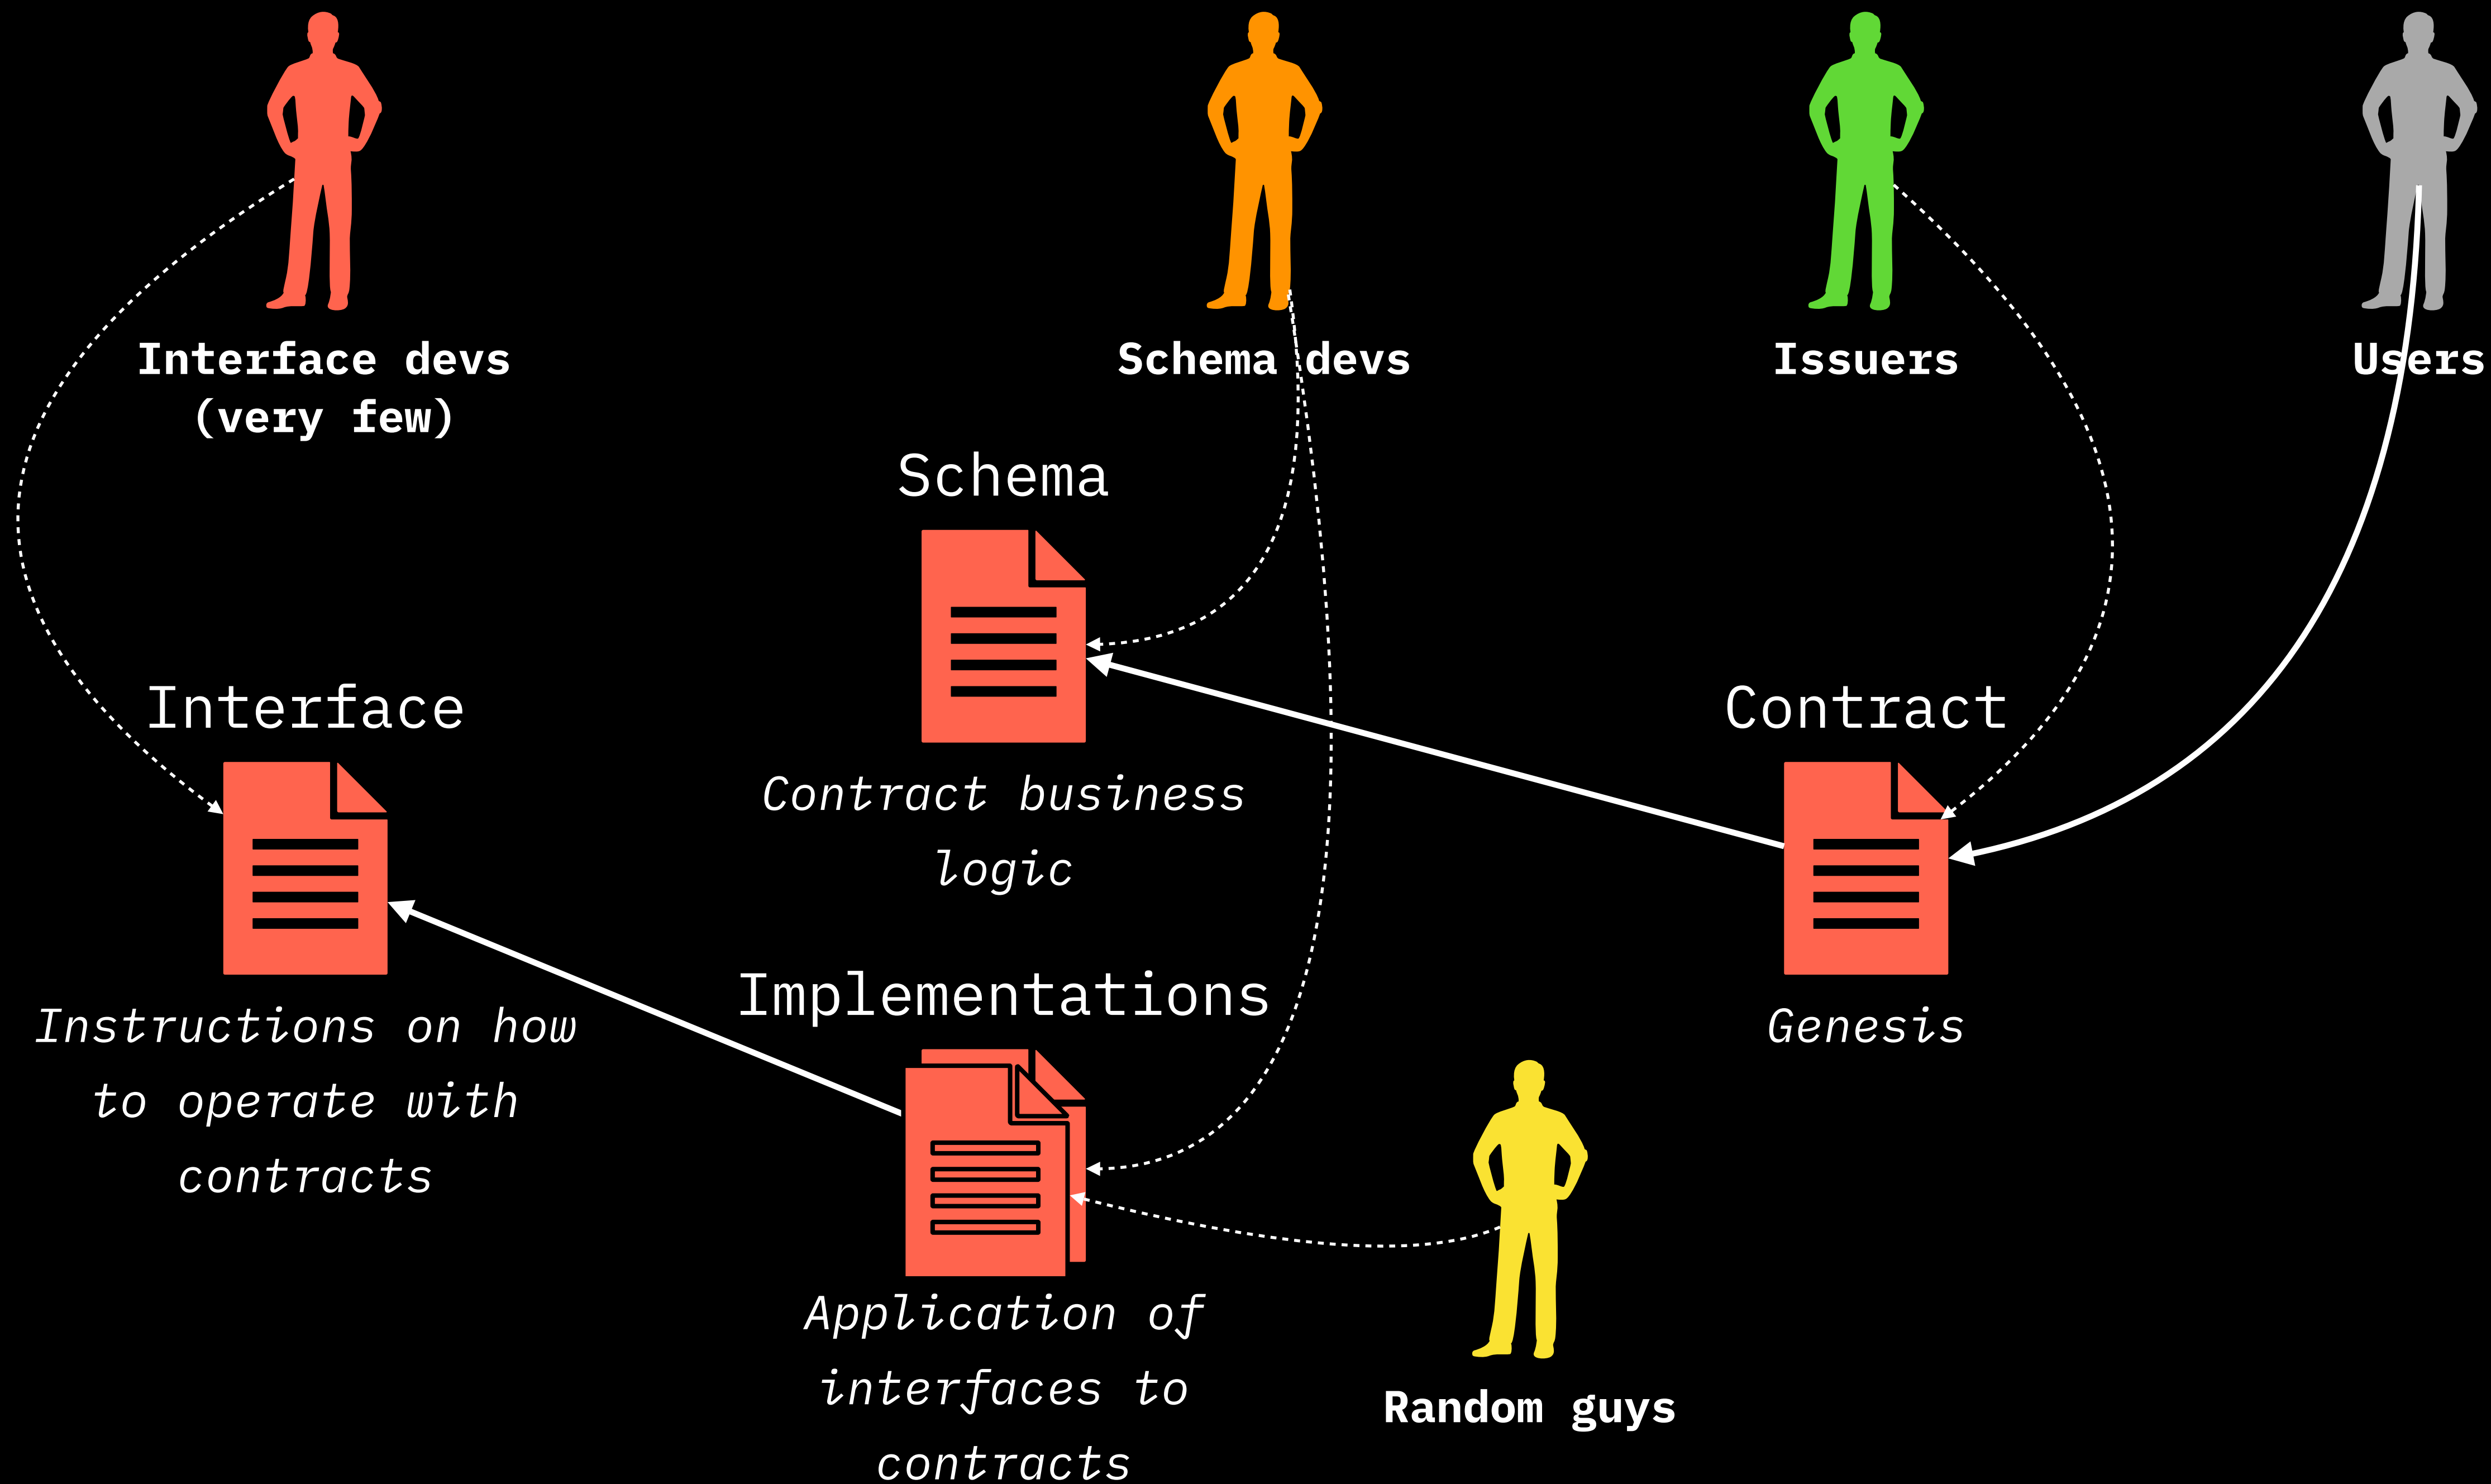 Interface devs
(very few)
Schema devs
Issuers
Users
Schema
Contract business
logic
Interface
Instructions on how
to operate with
contracts
Contract
Genesis
Implementations
Application of
interfaces to
contracts
Random guys